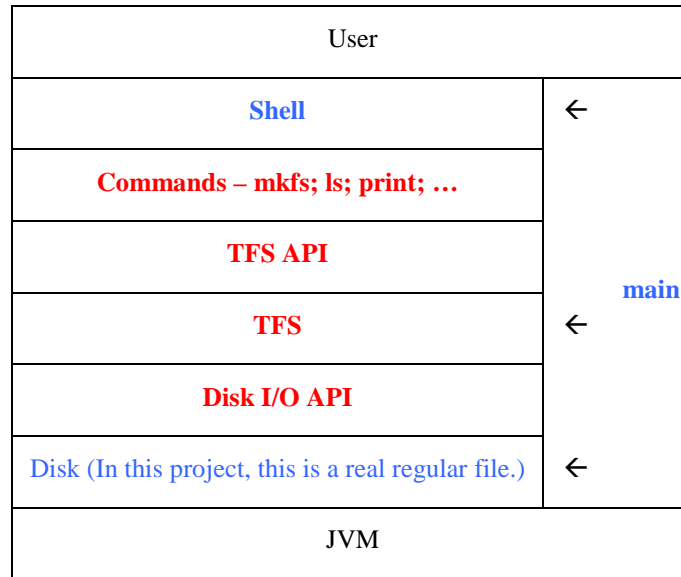 User
Shell
←
Commands – mkfs; ls; print; …
TFS API
main
TFS
←
Disk I/O API
Disk (In this project, this is a real regular file.)
←
JVM